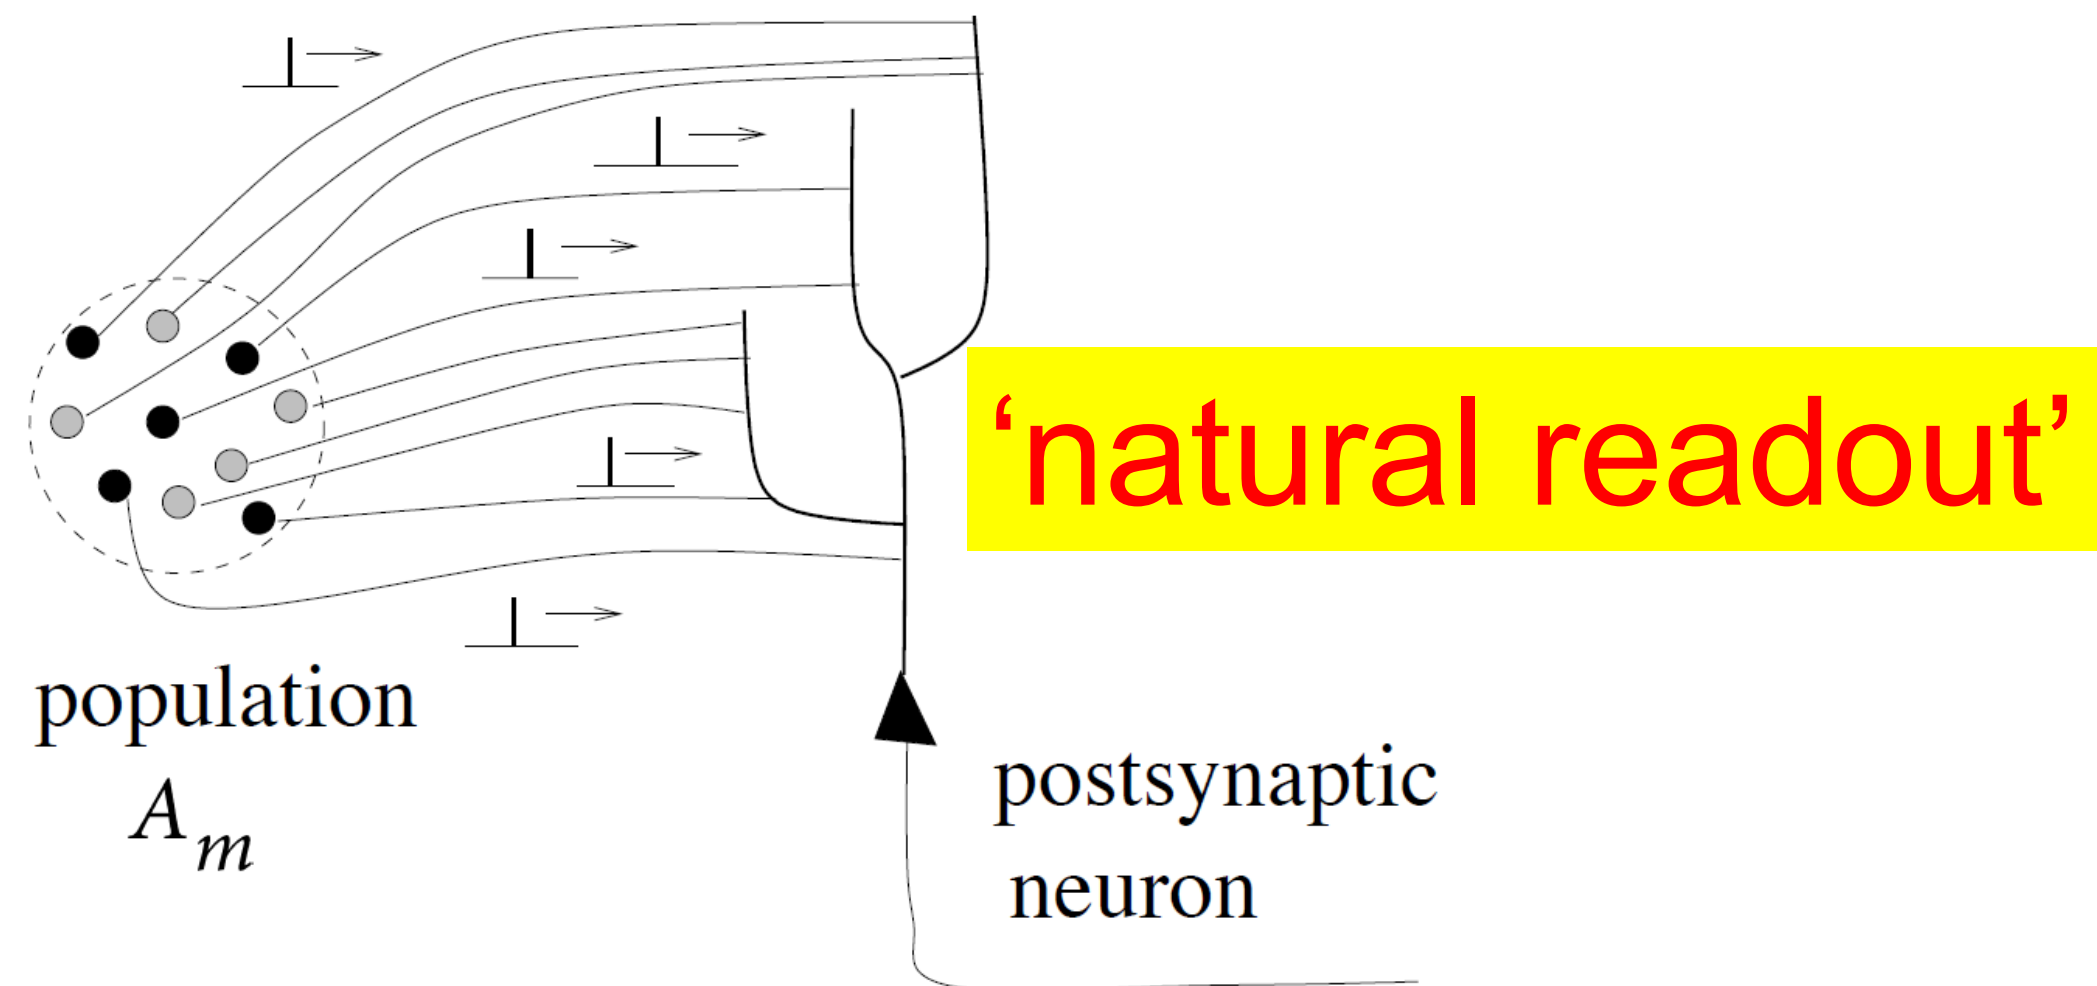 ‘natural readout’
population
A_m
postsynaptic
neuron